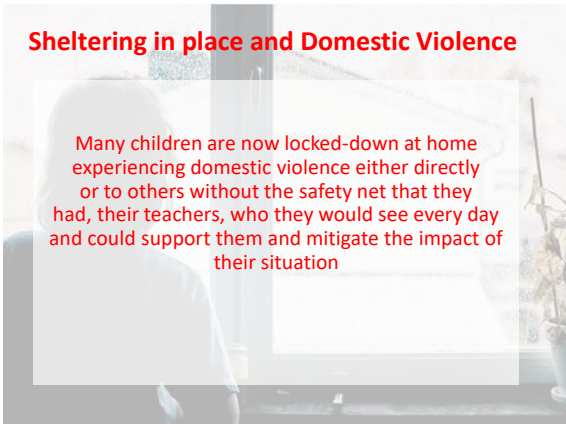 Sheltering in place and Domestic Violence
Many children are now locked-down at home
experiencing domestic violence either directly
or to others without the safety net that they
had, their teachers, who they would see every day
and could support them and mitigate the impact of
their situation